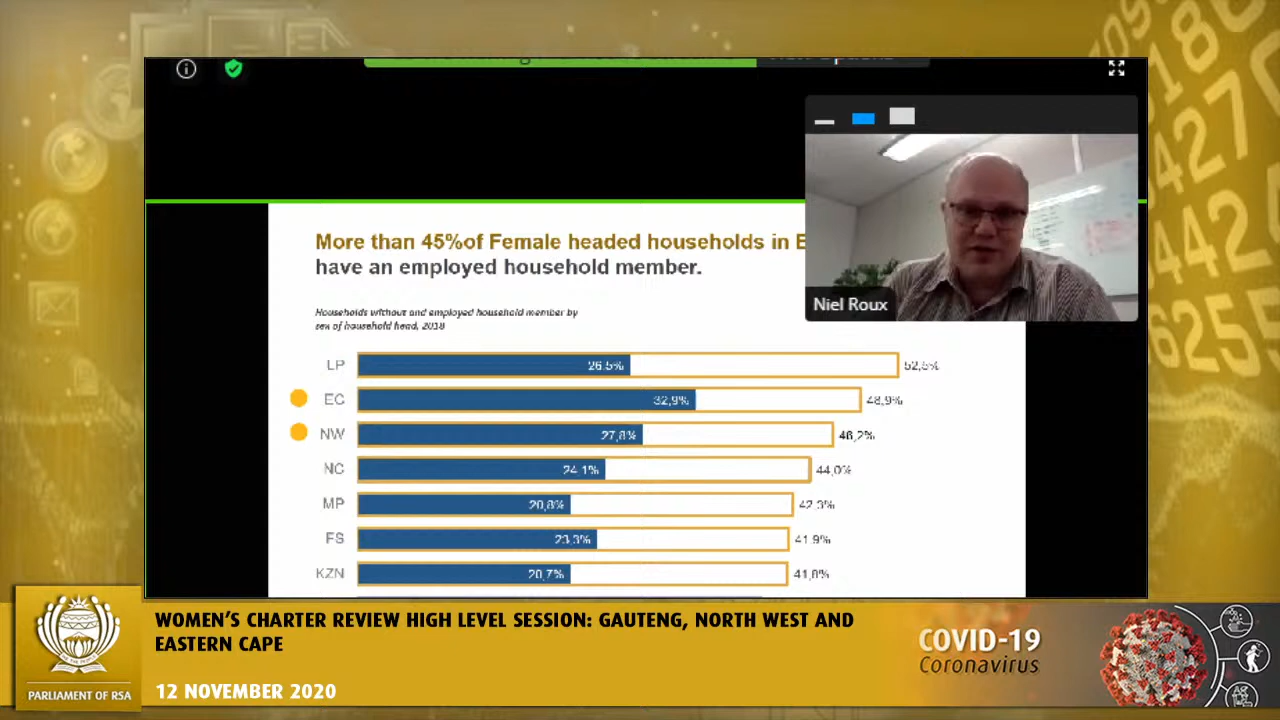 More than 45%of Female headed households in E
have an employed household member.
Niel Roux
Households without and employed household member by
sex of household head, 2018
LP 26,5% 52,5%
EC 32,9% 48,9%
NW 27,8% 46,2%
NC 24,1% 44,0%
MP 20,8% 42,3%
FS 23,3% 41,9%
KZN 20,7% 41,8%
WOMEN'S CHARTER REVIEW HIGH LEVEL SESSION: GAUTENG, NORTH WEST AND
EASTERN CAPE
12 NOVEMBER 2020
PARLIAMENT OF RSA
COVID-19
Coronavirus